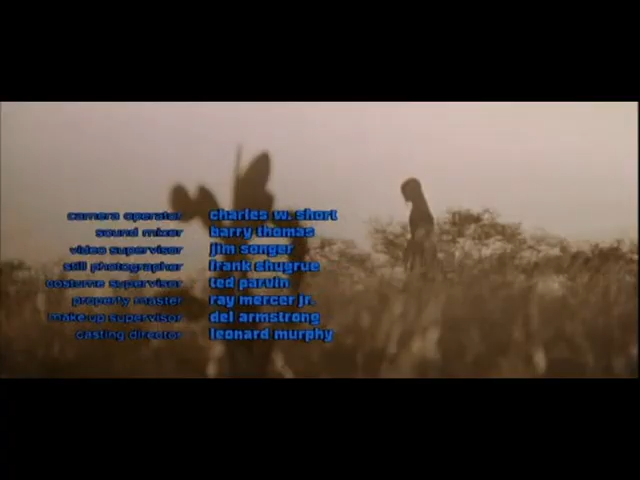 camera operator charles w. short
sound mixer barry thomas
video supervisor jim songer
still photographer frank shugrue
costume supervisor ted parvin
property master ray mercer jr.
make.up supervisor del armstrong
casting director leonard murphy